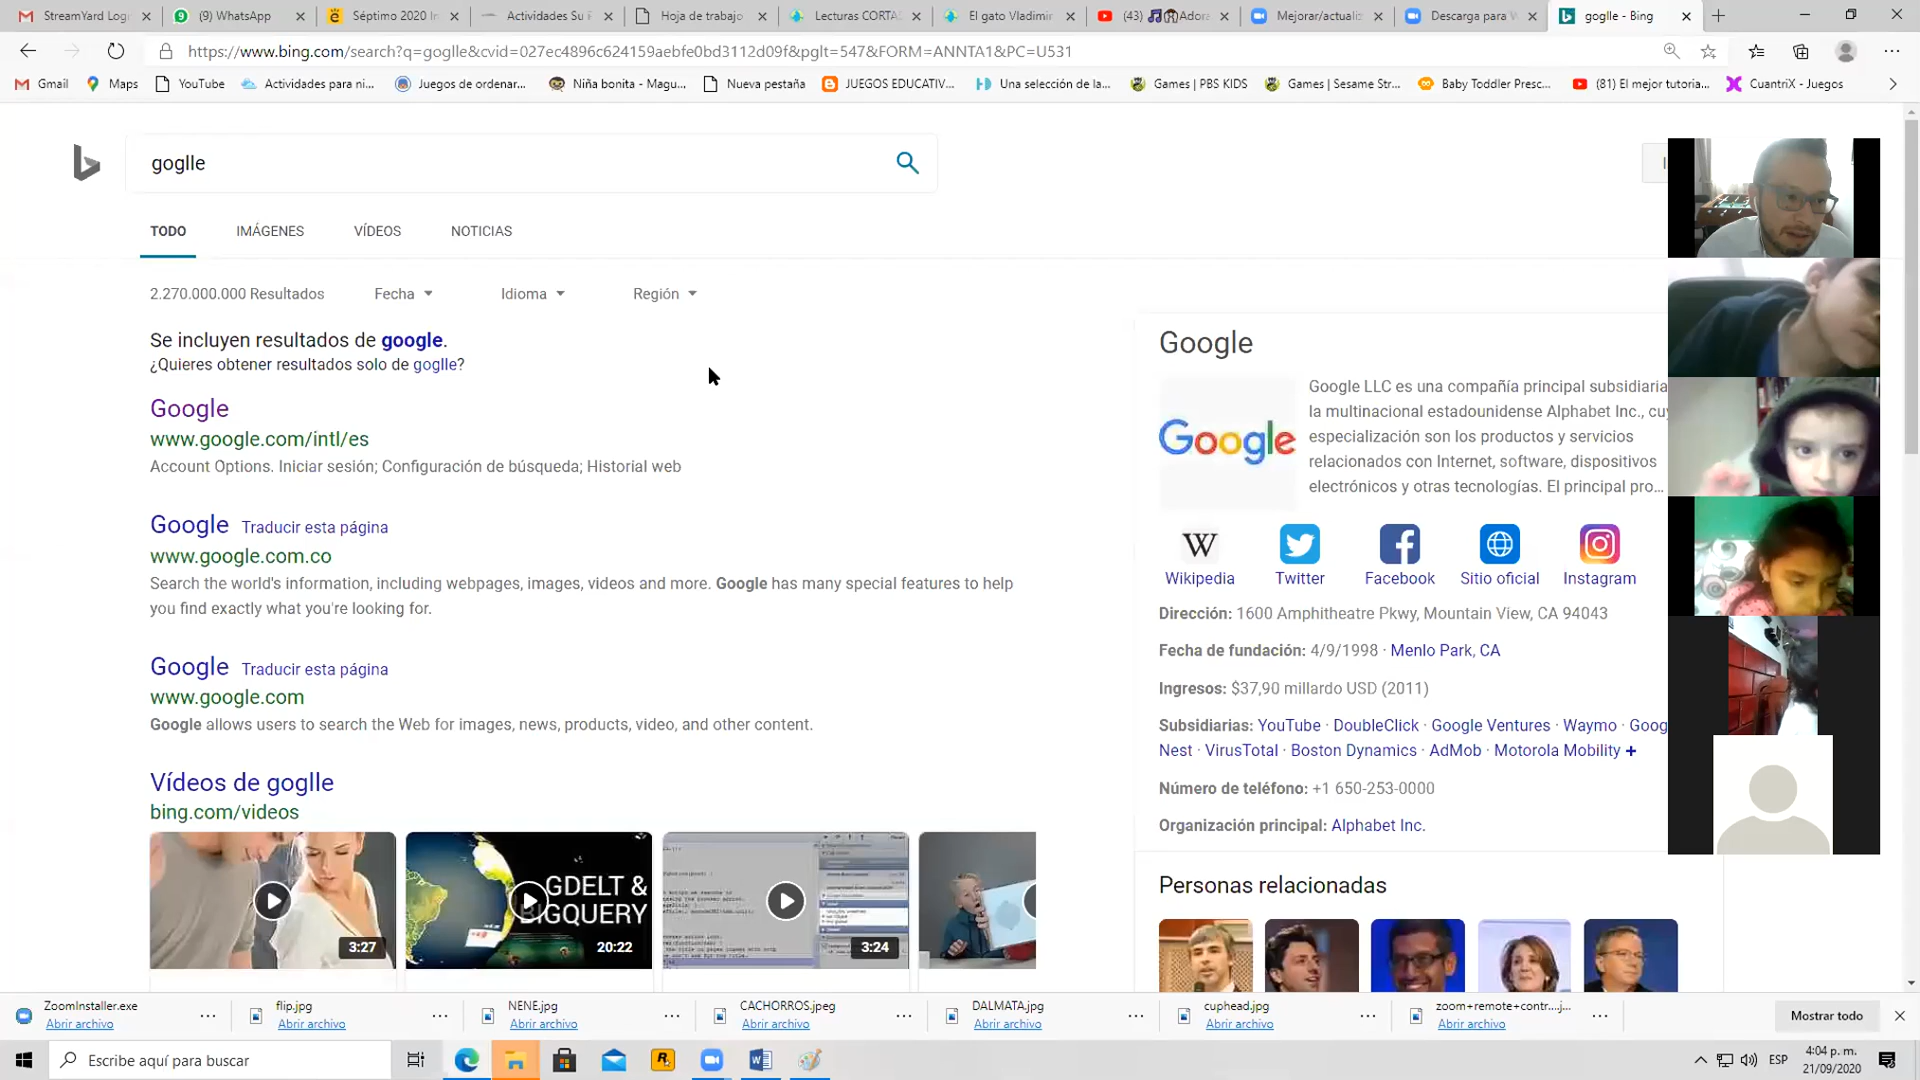 StreamYard Logi
(9) WhatsApp
Séptimo 2020 In
Actividades Su F
Hoja de trabajo
Lecturas CORTA
El gato Vladimir
(43) Adora
Mejorar/actualiz
Descarga para W
goglle - Bing
https://www.bing.com/search?q=goglle&cvid=027ec4896c624159aebfe0bd3112d09f&pglt=547&FORM=ANNTA1&PC=U531
Gmail
Maps
YouTube
Actividades para ni...
Juegos de ordenar...
Niña bonita - Magu...
Nueva pestaña
JUEGOS EDUCATIV...
Una selección de la...
Games | PBS KIDS
Games | Sesame Str...
Baby Toddler Presc...
(81) El mejor tutoria...
CuantriX - Juegos
goglle
TODO
IMÁGENES
VÍDEOS
NOTICIAS
2.270.000.000 Resultados
Fecha
Idioma
Región
Se incluyen resultados de google.
¿Quieres obtener resultados solo de goglle?
Google
www.google.com/intl/es
Account Options. Iniciar sesión; Configuración de búsqueda; Historial web
Google Traducir esta página
www.google.com.co
Search the world's information, including webpages, images, videos and more. Google has many special features to help
you find exactly what you're looking for.
Google Traducir esta página
www.google.com
Google allows users to search the Web for images, news, products, video, and other content.
Vídeos de goglle
bing.com/videos
3:27
GDELT &
BIGQUERY
20:22
3:24
Google
Google
Google LLC es una compañía principal subsidiaria
la multinacional estadounidense Alphabet Inc., cuy
especialización son los productos y servicios
relacionados con Internet, software, dispositivos
electrónicos y otras tecnologías. El principal pro...
Wikipedia
Twitter
Facebook
Sitio oficial
Instagram
Dirección: 1600 Amphitheatre Pkwy, Mountain View, CA 94043
Fecha de fundación: 4/9/1998 · Menlo Park, CA
Ingresos: $37,90 millardo USD (2011)
Subsidiarias: YouTube · DoubleClick · Google Ventures · Waymo · Goog
Nest · VirusTotal · Boston Dynamics · AdMob · Motorola Mobility +
Número de teléfono: +1 650-253-0000
Organización principal: Alphabet Inc.
Personas relacionadas
ZoomInstaller.exe
Abrir archivo
flip.jpg
Abrir archivo
NENE.jpg
Abrir archivo
CACHORROS.jpeg
Abrir archivo
DALMATA.jpg
Abrir archivo
cuphead.jpg
Abrir archivo
zoom+remote+contr....j...
Abrir archivo
Mostrar todo
Escribe aquí para buscar
ESP
4:04 p. m.
21/09/2020